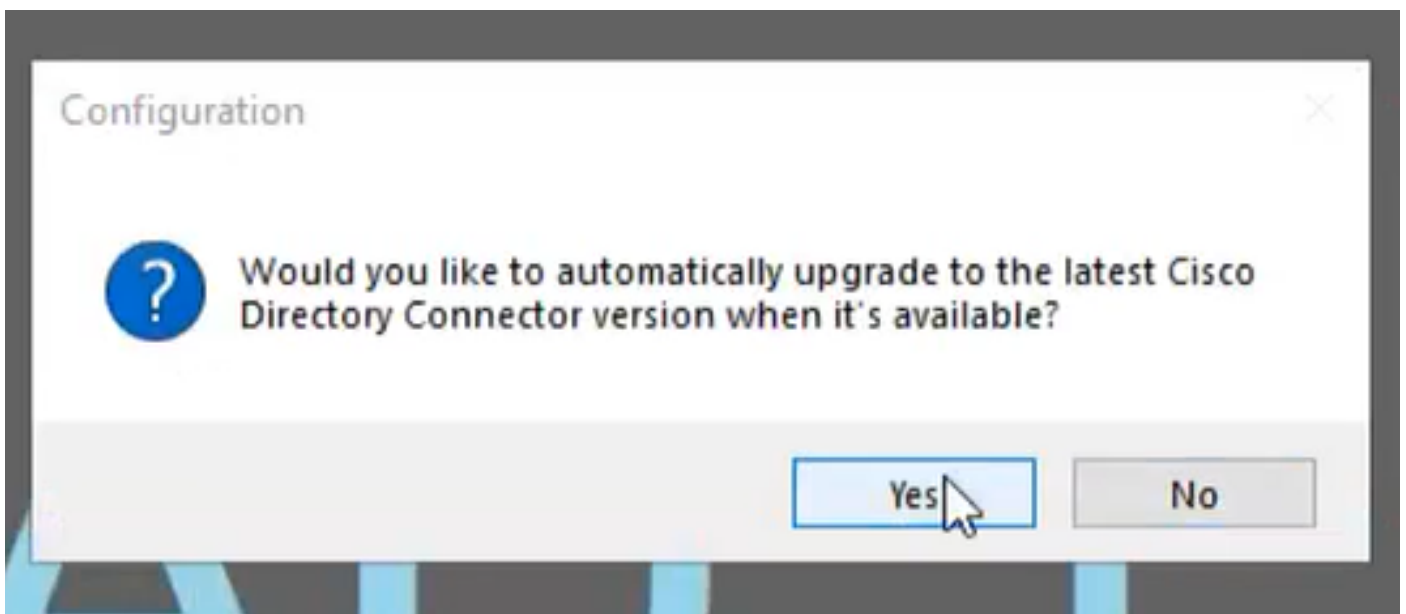 Configuration
Would you like to automatically upgrade to the latest Cisco
Directory Connector version when it's available?
Yes
No